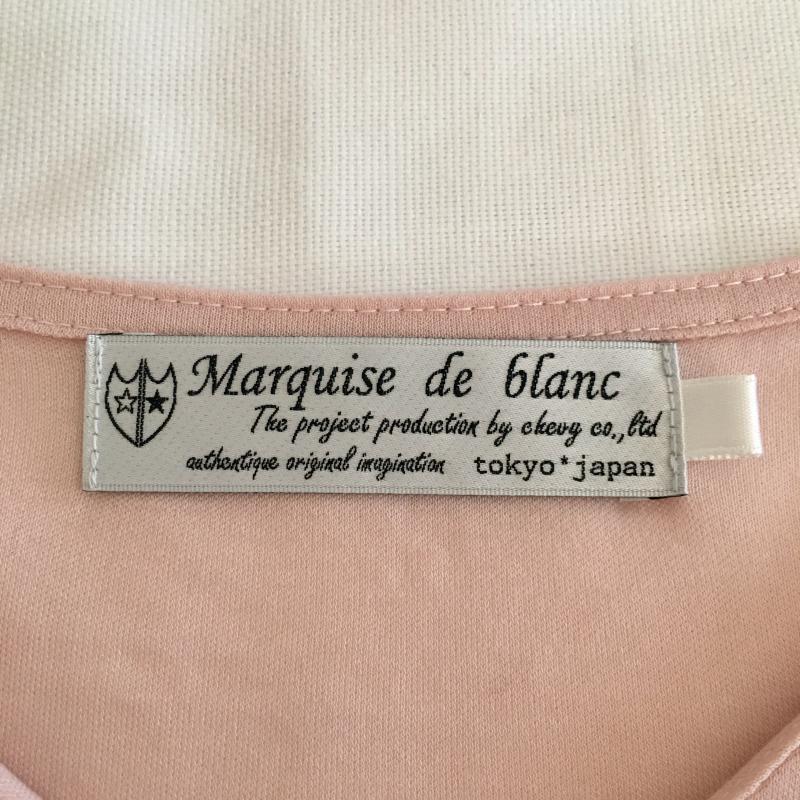 Marquise de blanc
The project production by chevy co.,ltd
authentique original imagination tokyo*japan